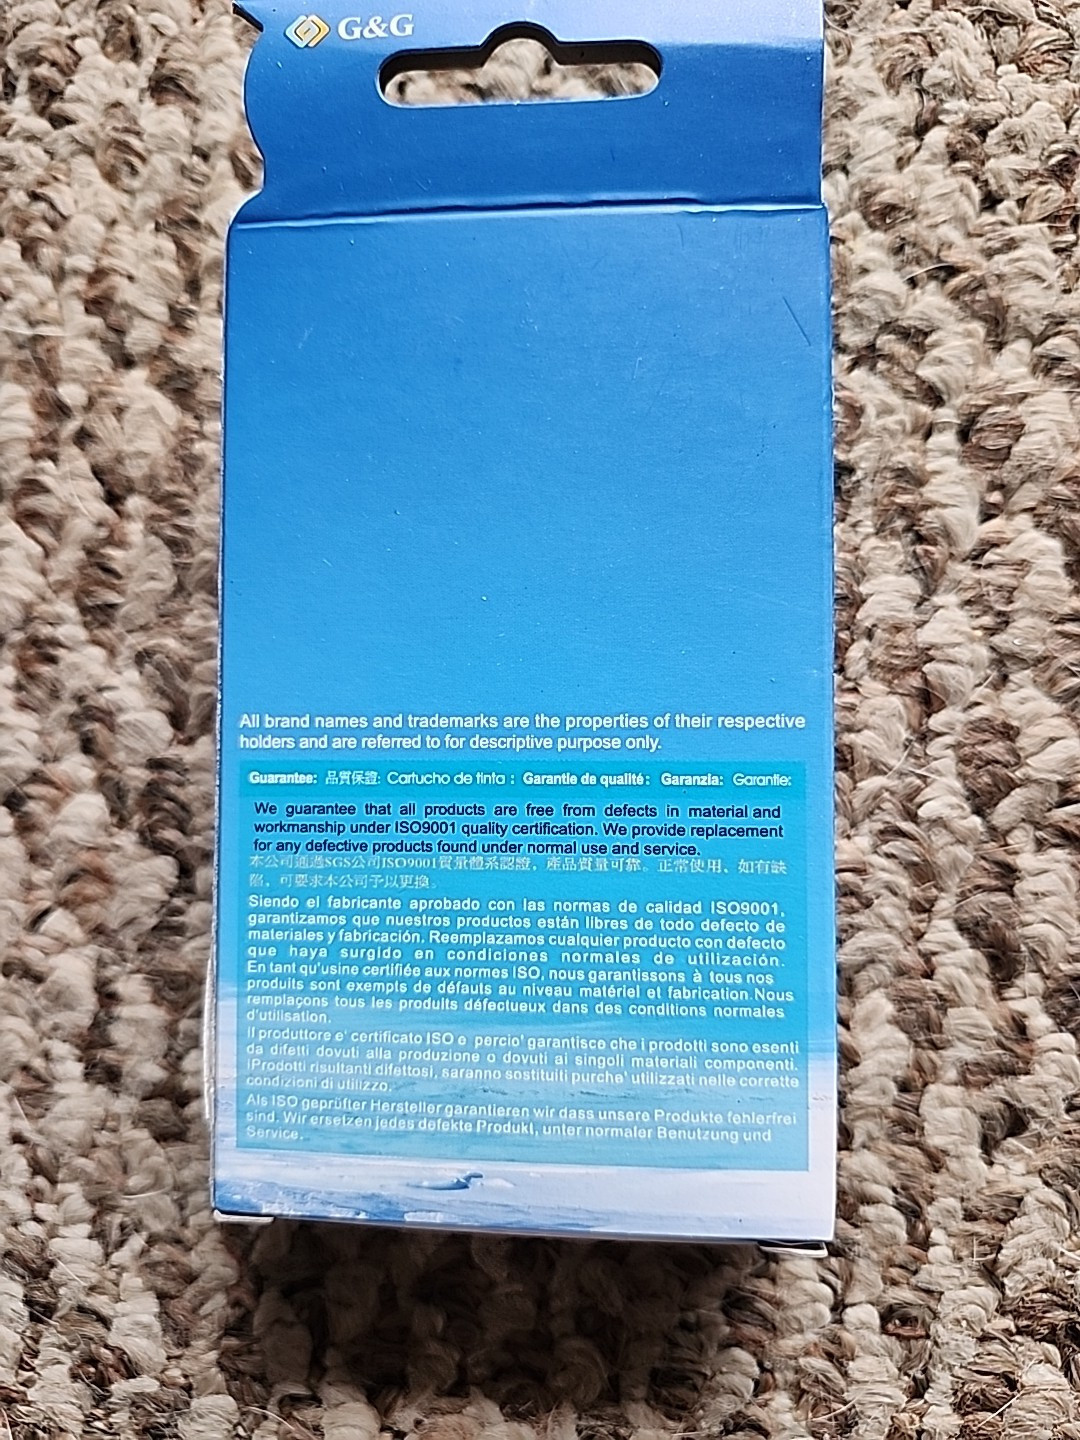 G&G
All brand names and trademarks are the properties of their respective
holders and are referred to for descriptive purpose only.
Guarantee: 品質保證: Cartucho de tinta : Garantie de qualité : Garanzia: Garantie:
We guarantee that all products are free from defects in material and
workmanship under ISO9001 quality certification. We provide replacement
for any defective products found under normal use and service.
本公司通過SGS公司ISO9001質量體系認證，產品質量可靠。正常使用、如有缺
陷，可要求本公司予以更換。
Siendo el fabricante aprobado con las normas de calidad ISO9001,
garantizamos que nuestros productos están libres de todo defecto de
materiales y fabricación. Reemplazamos cualquier producto con defecto
que haya surgido en condiciones normales de utilización.
En tant qu'usine certifiée aux normes ISO, nous garantissons à tous nos
produits sont exempts de défauts au niveau matériel et fabrication.Nous
remplaçons tous les produits défectueux dans des conditions normales
d'utilisation.
Il produttore e' certificato ISO e percio' garantisce che i prodotti sono esenti
da difetti dovuti alla produzione o dovuti ai singoli materiali componenti.
IProdotti risultanti difettosi, saranno sostituiti purche' utilizzati nelle corrette
condizioni di utilizzo.
Als ISO geprüfter Hersteller garantieren wir dass unsere Produkte fehlerfrei
sind. Wir ersetzen jedes defekte Produkt, unter normaler Benutzung und
Service.